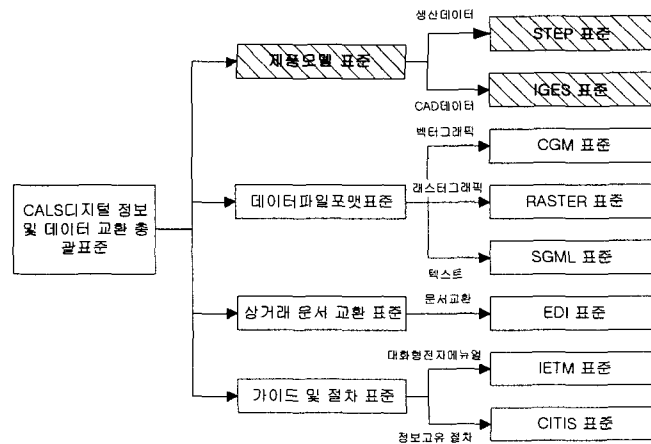 생산데이터
STEP 표준
제품모델 표준
IGES 표준
CAD데이터
벡터그래픽
CGM 표준
CALS디지털 정보
및 데이터 교환 총
괄표준
데이터파일포맷표준
래스터그래픽
RASTER 표준
SGML 표준
텍스트
상거래 문서 교환 표준
문서교환
EDI 표준
대화형전자메뉴얼
IETM 표준
가이드 및 절차 표준
CITIS 표준
정보고유 절차